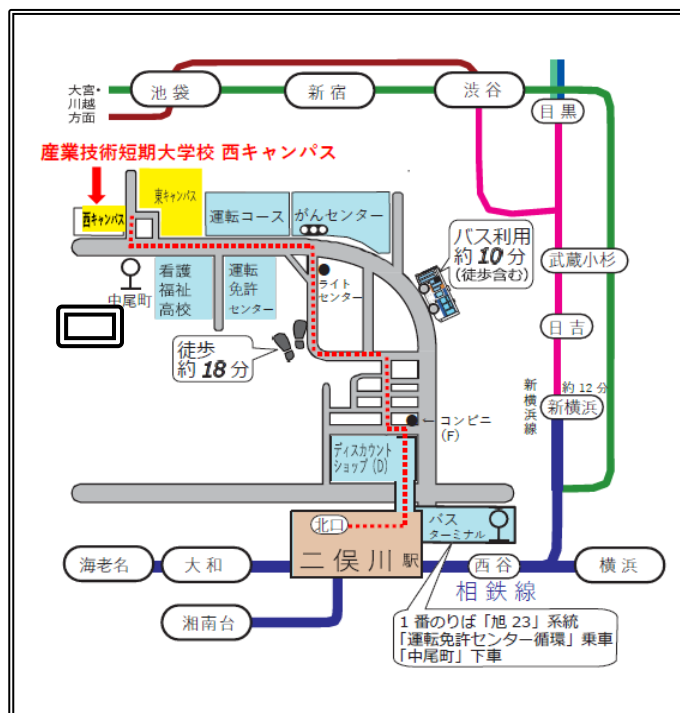 大宮・
川越
方面
池袋
新宿
渋谷
目黒
産業技術短期大学校 西キャンパス
西キャンパス
東キャンパス
運転コース
がんセンター
バス利用
約10分
(徒歩含む)
武蔵小杉
中尾町
看護
福祉
高校
運転
免許
センター
ライト
センター
日吉
徒歩
約18分
新横浜線
約12分
新横浜
コンビニ
(F)
ディスカウント
ショップ(D)
北口
二俣川駅
バス
ターミナル
海老名
大和
西谷
横浜
相鉄線
湘南台
1番のりば「旭23」系統
「運転免許センター循環」乗車
「中尾町」下車